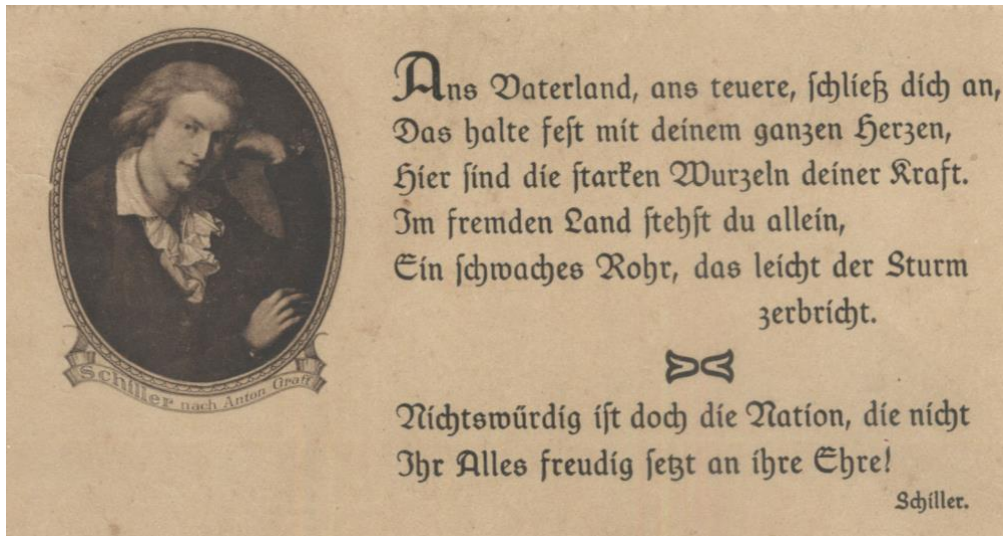 Schiller nach Anton Graff
Ans Vaterland, ans teuere, schließ dich an,
Das halte fest mit deinem ganzen Herzen,
Hier sind die starken Wurzeln deiner Kraft.
Im fremden Land stehst du allein,
Ein schwaches Rohr, das leicht der Sturm
zerbricht.
Nichtswürdig ist doch die Nation, die nicht
Ihr Alles freudig setzt an ihre Ehre!
Schiller.